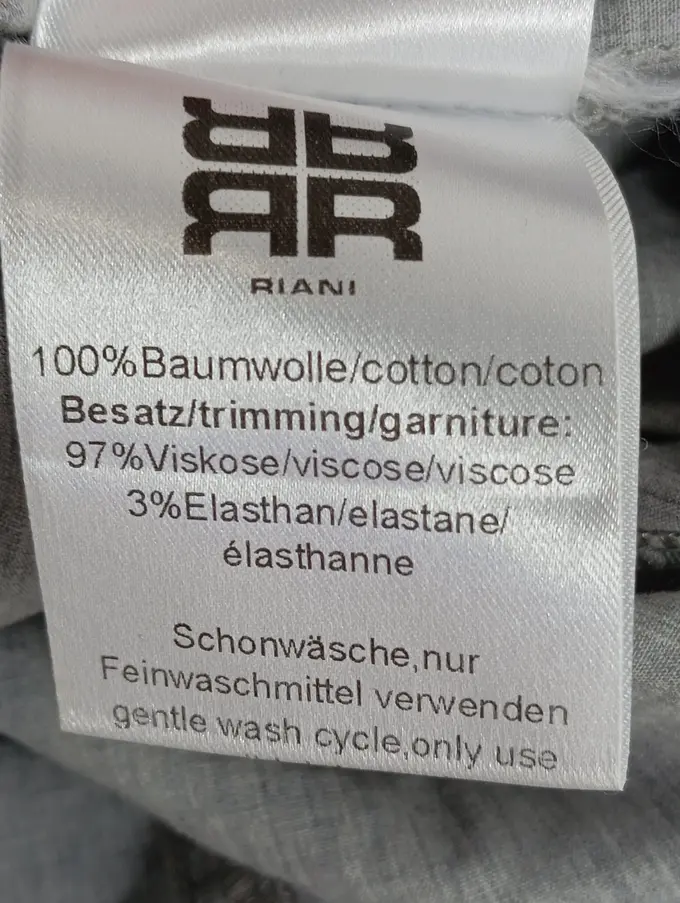 RIANI
100%Baumwolle/cotton/coton
Besatz/trimming/garniture:
97%Viskose/viscose/viscose
3%Elasthan/elastane/
élasthanne
Schonwäsche,nur
Feinwaschmittel verwenden
gentle wash cycle,only use